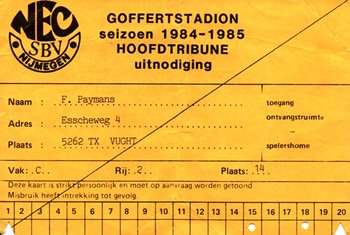 NEC
SBV
NIJMEGEN
GOFFERTSTADION
seizoen 1984-1985
HOOFDTRIBUNE
uitnodiging
Naam : F. Paymans
toegang
Adres : Esscheweg 4
ontvangstruimte
Plaats : 5262 TX VUGHT
spelershome
Vak: .C.. Rij: .2.. Plaats: .14.
Deze kaart is strikt persoonlijk en moet op aanvraag worden getoond
Misbruik heeft intrekking tot gevolg.
1 2 3 4 5 6 7 8 9 10 11 12 13 14 15 16 17 18 19 20